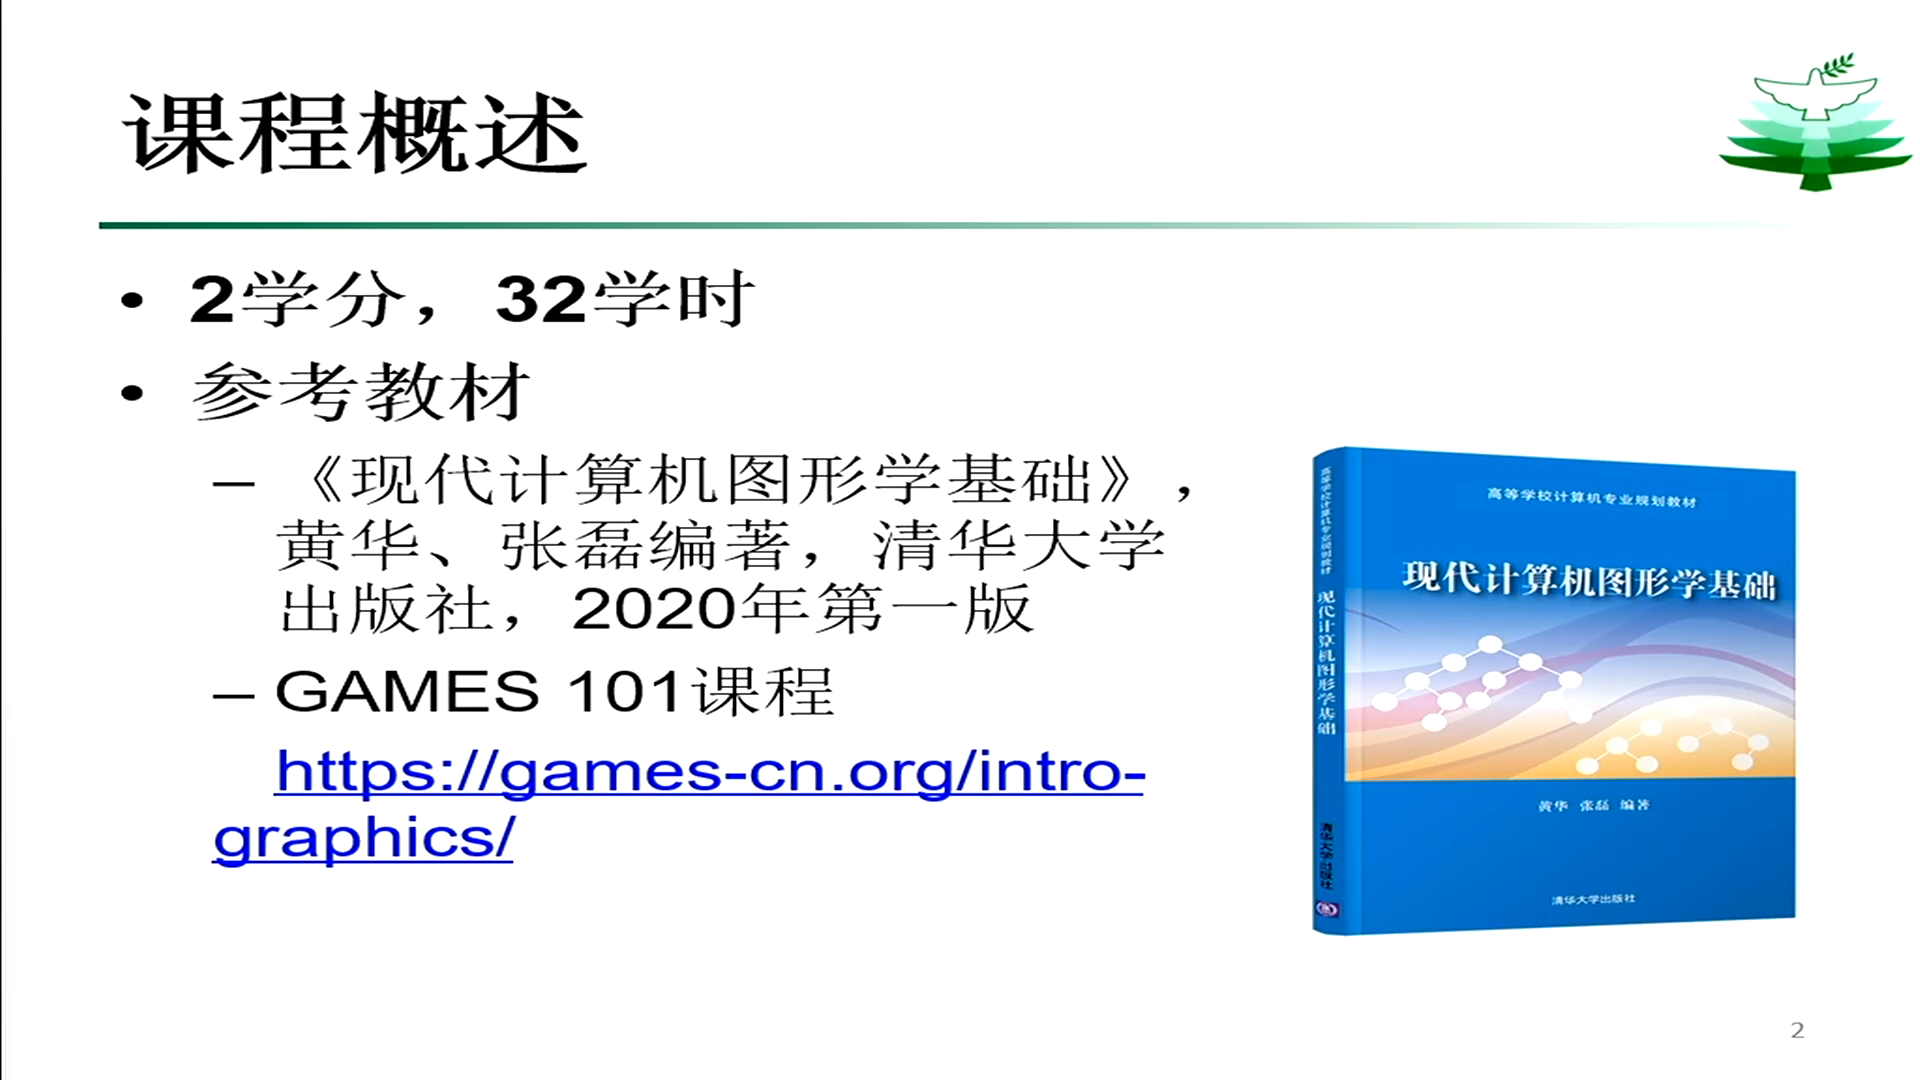 课程概述
• 2学分，32学时
• 参考教材
– 《现代计算机图形学基础》，
黄华、张磊编著，清华大学
出版社，2020年第一版
– GAMES 101课程
https://games-cn.org/intro-
graphics/
高等学校计算机专业规划教材
现代计算机图形学基础
黄华 张磊 编著
清华大学出版社
高等学校计算机专业规划教材
现代计算机图形学基础
清华大学出版社
2